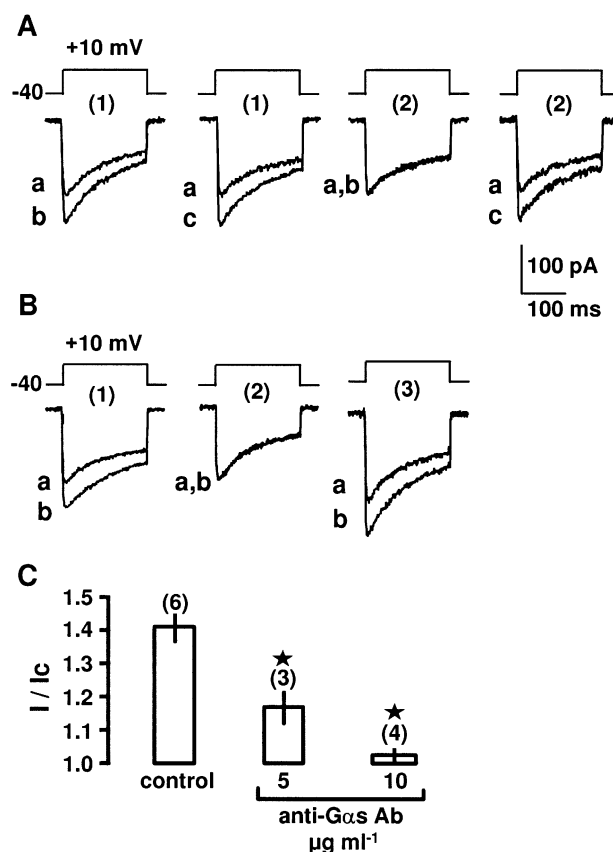 A
+10 mV
-40
(1) (1) (2) (2)
a a a,b a
b c c
100 pA
100 ms
B
+10 mV
-40
(1) (2) (3)
a a,b a
b b
C
1.5
1.4
1.3
1.2
1.1
1.0
I / Ic
(6)
★
(3)
★
(4)
control 5 10
anti-Gαs Ab
µg ml-1